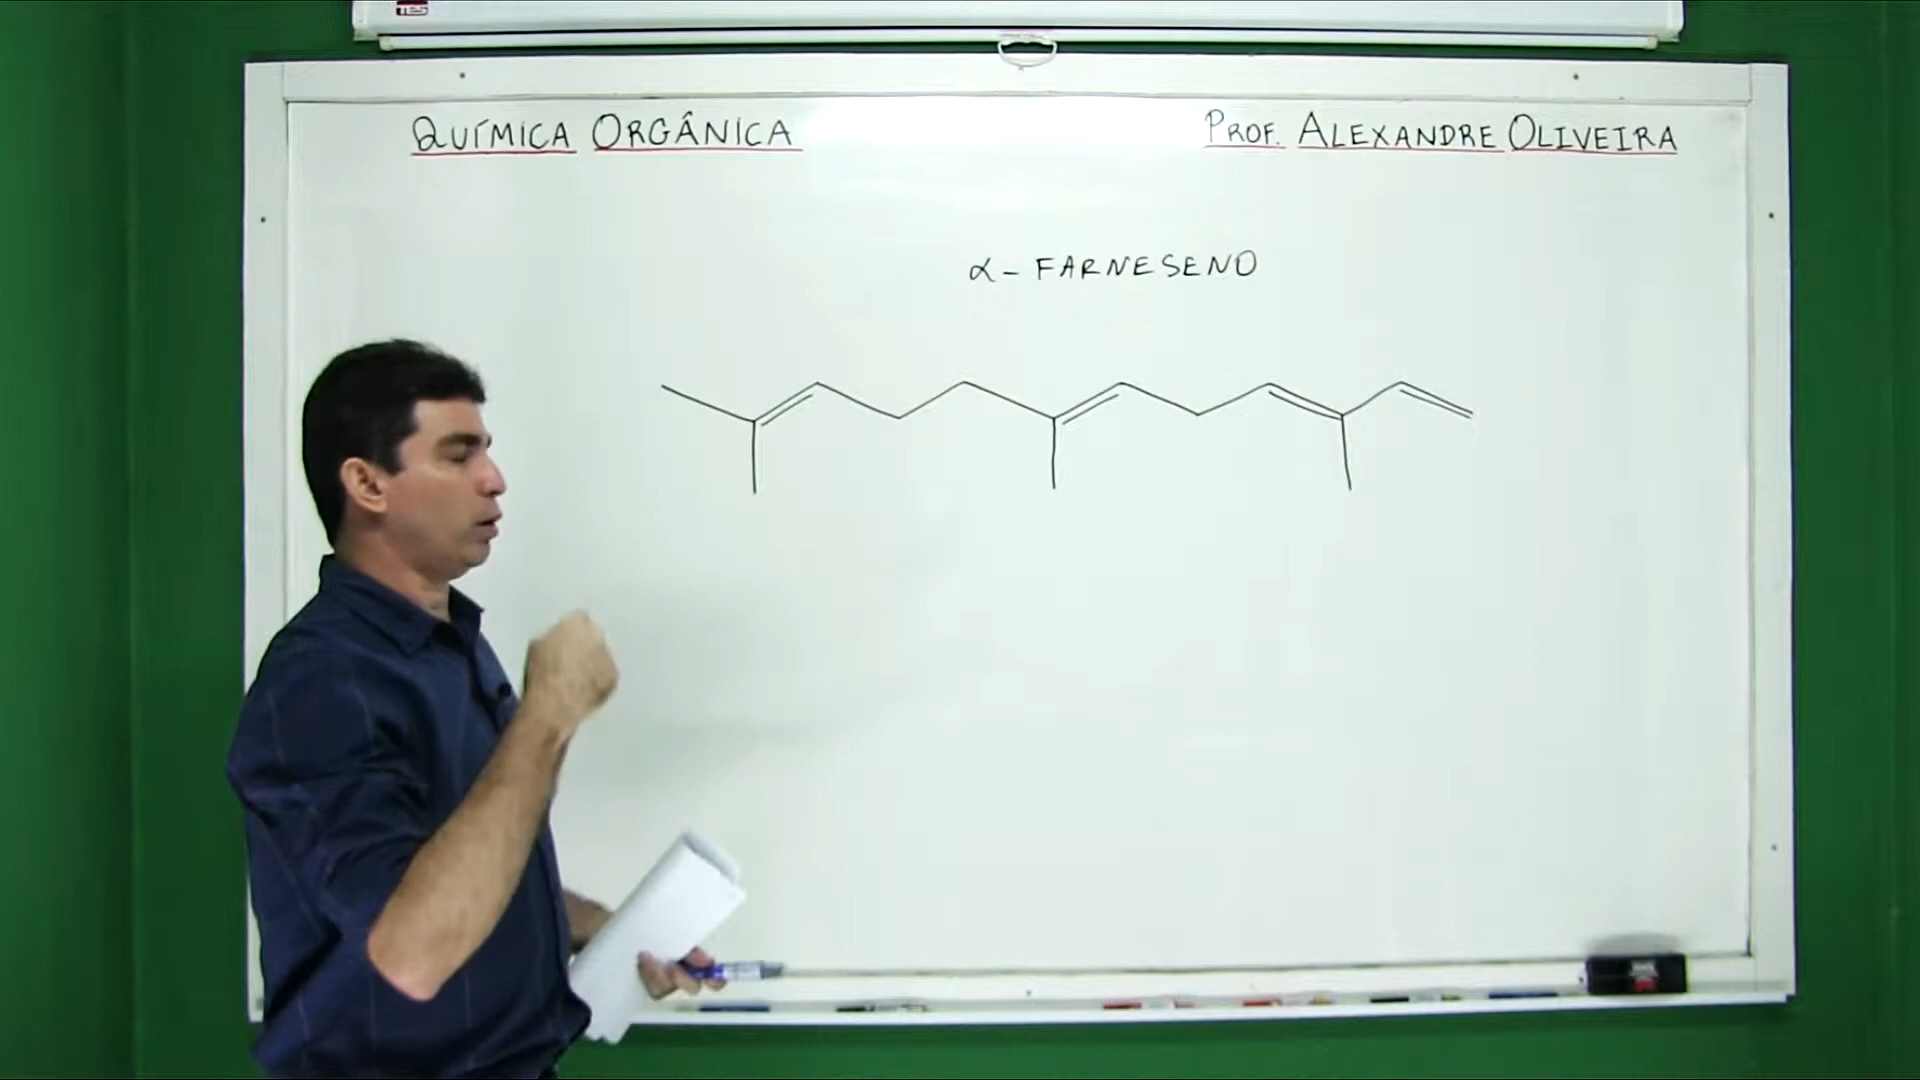 QUÍMICA ORGÂNICA
PROF. ALEXANDRE OLIVEIRA
α - FARNESENO